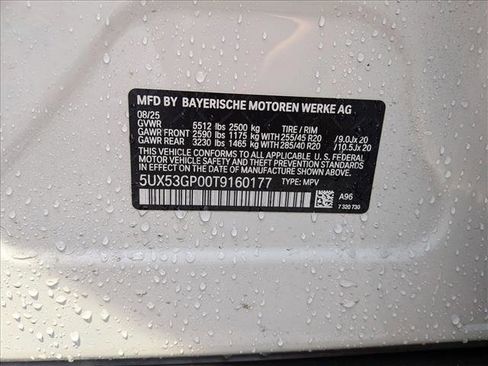 MFD BY BAYERISCHE MOTOREN WERKE AG
08/25
GVWR 5512 lbs 2500 kg TIRE / RIM
GAWR FRONT 2590 lbs 1175 kg WITH 255/45 R20 /9.0Jx 20
GAWR REAR 3230 lbs 1465 kg WITH 285/40 R20 /10.5Jx 20
THIS VEHICLE CONFORMS TO ALL APPLICABLE U.S. FEDERAL
MOTOR VEHICLE SAFETY AND THEFT PREVENTION STANDARDS
IN EFFECT ON THE DATE OF MANUFACTURE SHOWN ABOVE.
5UX53GP00T9160177 TYPE: MPV A96
7 320 730